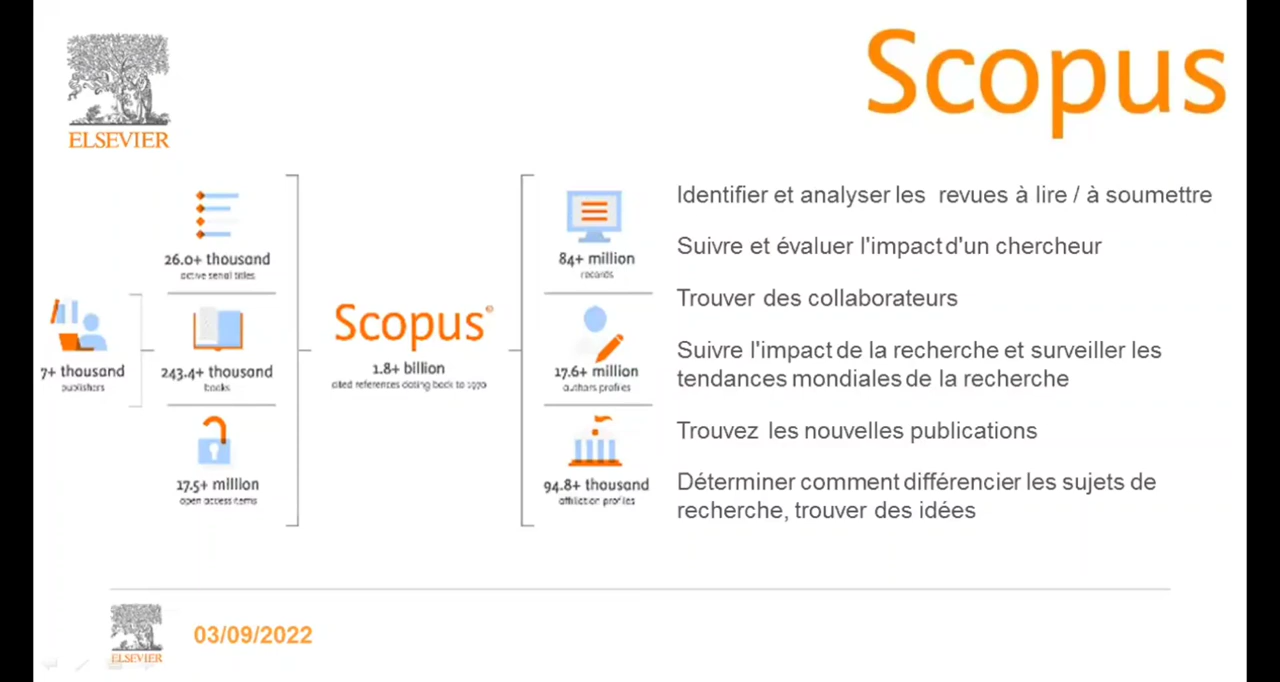 ELSEVIER
Scopus
26.0+ thousand
active serial titles
7+ thousand
publishers
243.4+ thousand
books
17.5+ million
open access items
Scopus®
1.8+ billion
cited references dating back to 1970
84+ million
records
17.6+ million
authors profiles
94.8+ thousand
affiliation profiles
Identifier et analyser les revues à lire / à soumettre
Suivre et évaluer l'impact d'un chercheur
Trouver des collaborateurs
Suivre l'impact de la recherche et surveiller les
tendances mondiales de la recherche
Trouvez les nouvelles publications
Déterminer comment différencier les sujets de
recherche, trouver des idées
ELSEVIER
03/09/2022